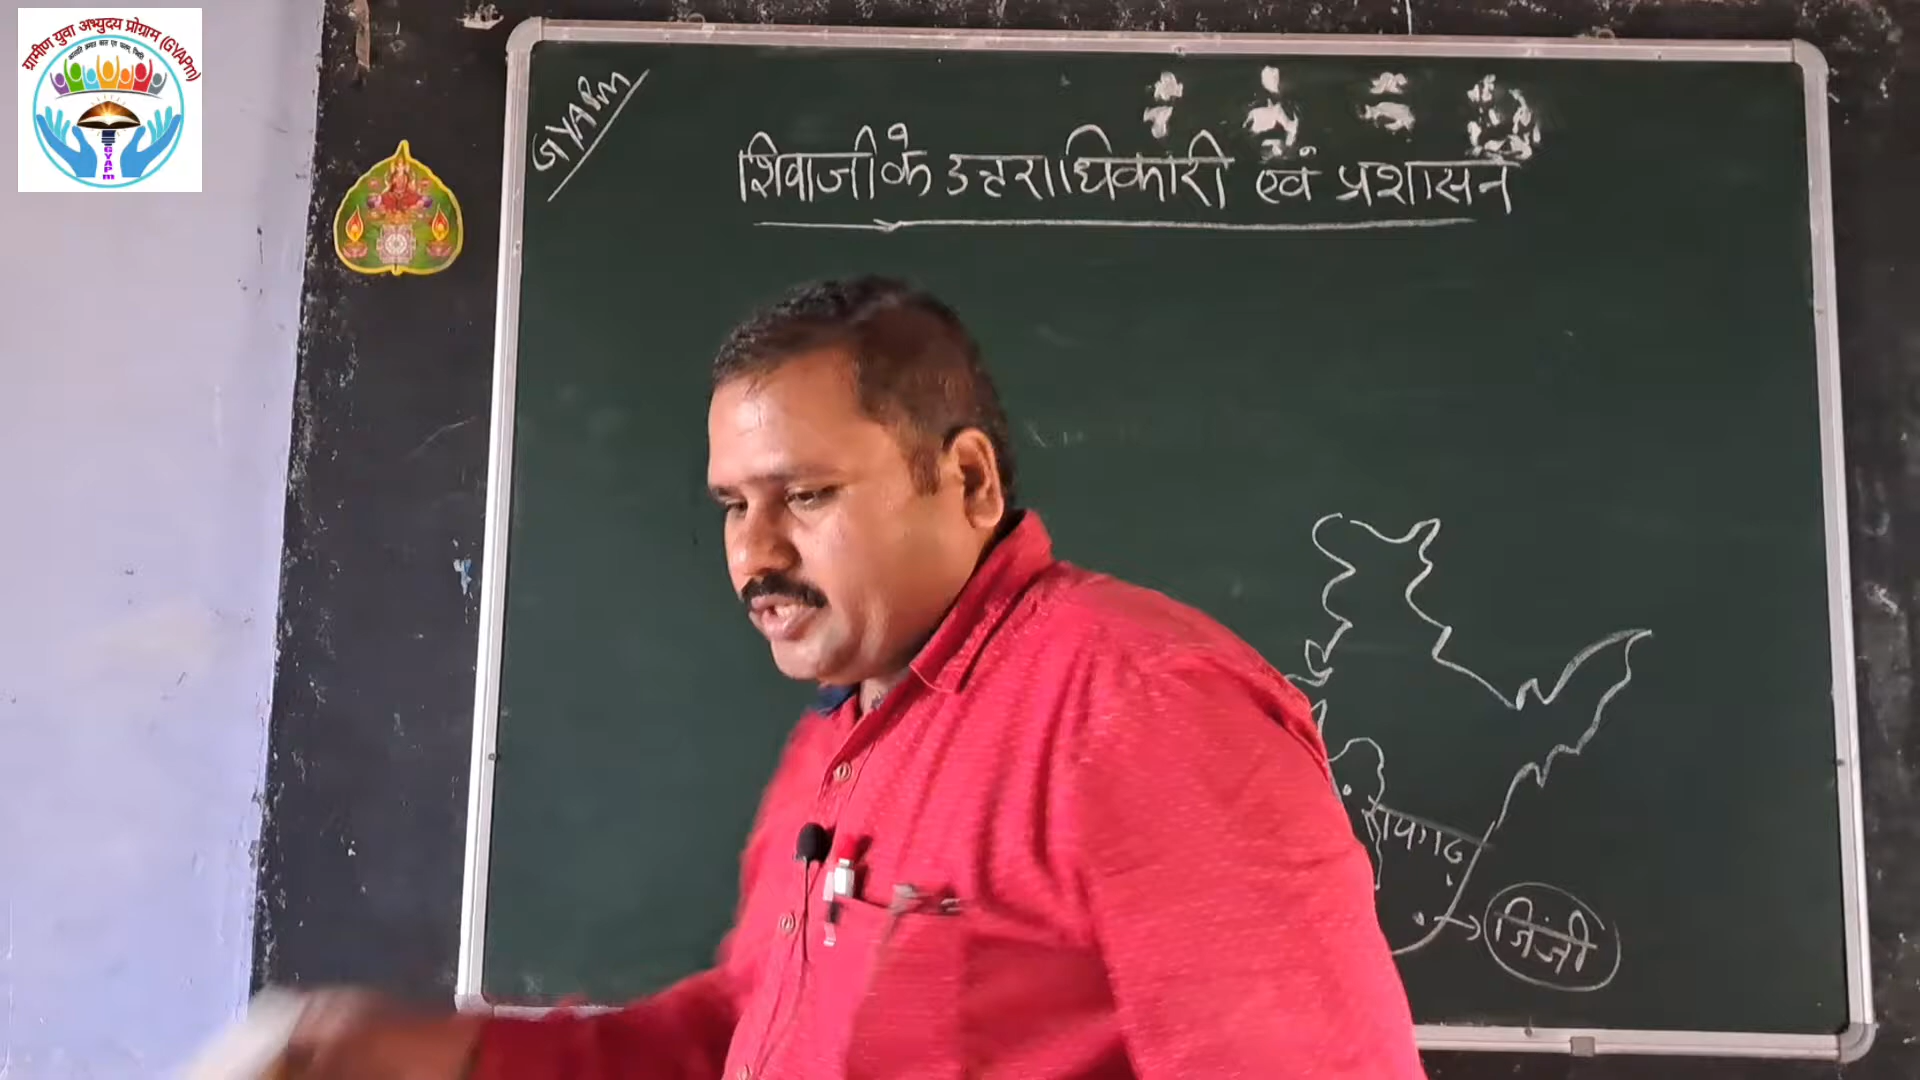 ग्रामीण युवा अभ्युदय प्रोग्राम (GYAPm)
GYAPm
GYAPm
शिवाजी के उत्तराधिकारी एवं प्रशासन
रायगढ़
जिंजी